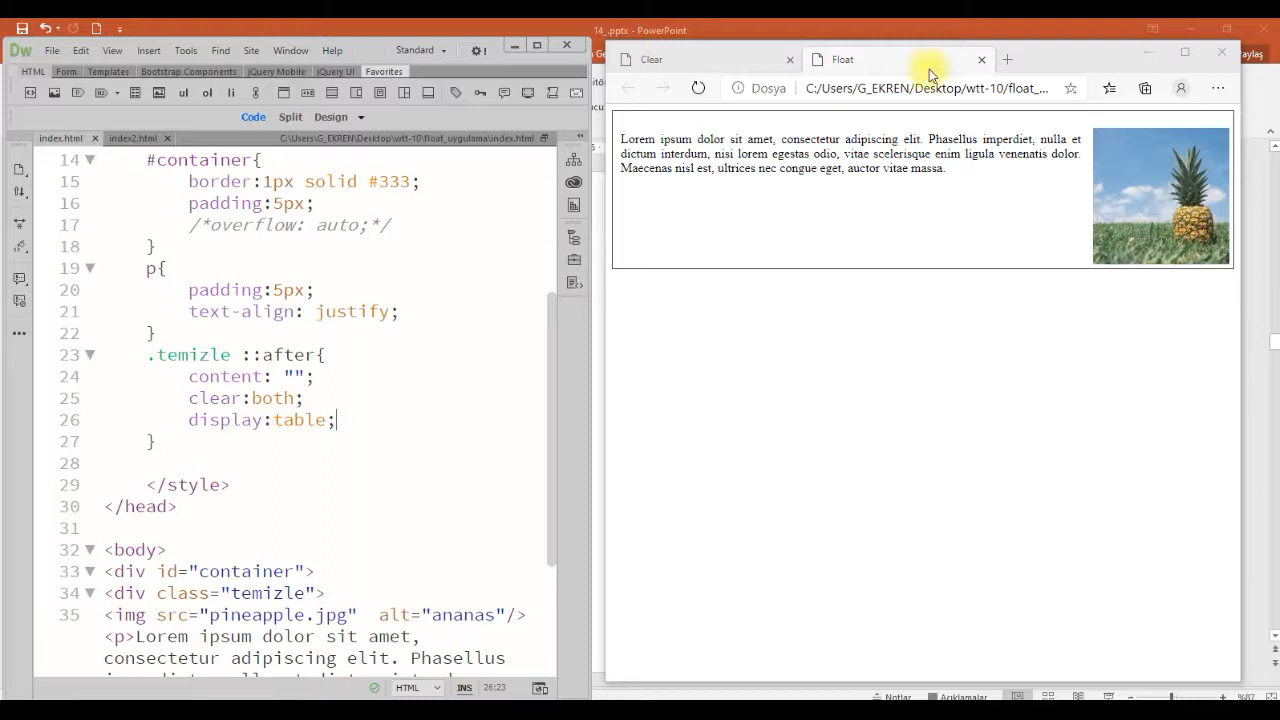 14_.pptx - PowerPoint
Dw File Edit View Insert Tools Find Site Window Help Standard
HTML Form Templates Bootstrap Components jQuery Mobile jQuery UI Favorites
ul ol li
Code Split Design
index.html × index2.html × C:\Users\G_EKREN\Desktop\wtt-10\float_uygulama\index.html
14 #container{
15 border:1px solid #333;
16 padding:5px;
17 /*overflow: auto;*/
18 }
19 p{
20 padding:5px;
21 text-align: justify;
22 }
23 .temizle ::after{
24 content: "";
25 clear:both;
26 display:table;
27 }
28
29 </style>
30 </head>
31
32 <body>
33 <div id="container">
34 <div class="temizle">
35 <img src="pineapple.jpg"  alt="ananas"/>
<p>Lorem ipsum dolor sit amet,
consectetur adipiscing elit. Phasellus
HTML INS 26:23
Clear
Float
Dosya C:/Users/G_EKREN/Desktop/wtt-10/float_...
Lorem ipsum dolor sit amet, consectetur adipiscing elit. Phasellus imperdiet, nulla et
dictum interdum, nisi lorem egestas odio, vitae scelerisque enim ligula venenatis dolor.
Maecenas nisl est, ultrices nec congue eget, auctor vitae massa.
aylaş
Notlar Açıklamalar %87